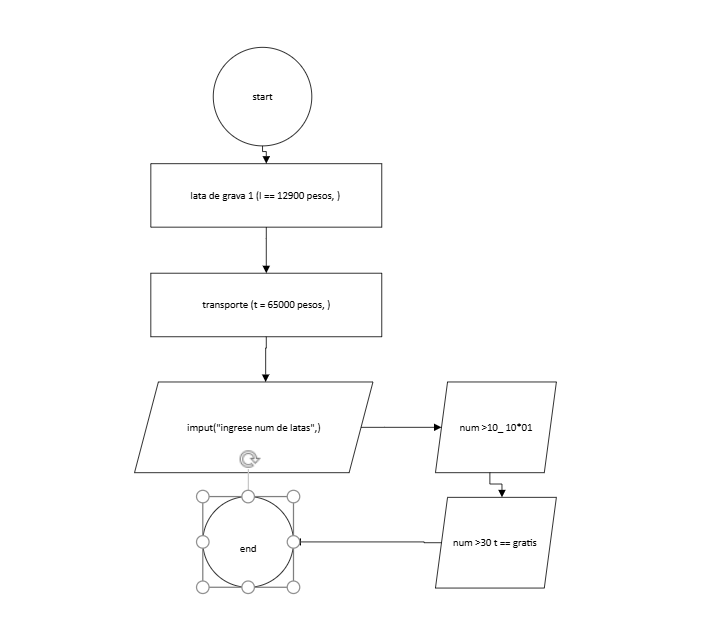 start
lata de grava 1 (l == 12900 pesos, )
transporte (t = 65000 pesos, )
imput("ingrese num de latas",)
num >10_ 10*01
num >30 t == gratis
end